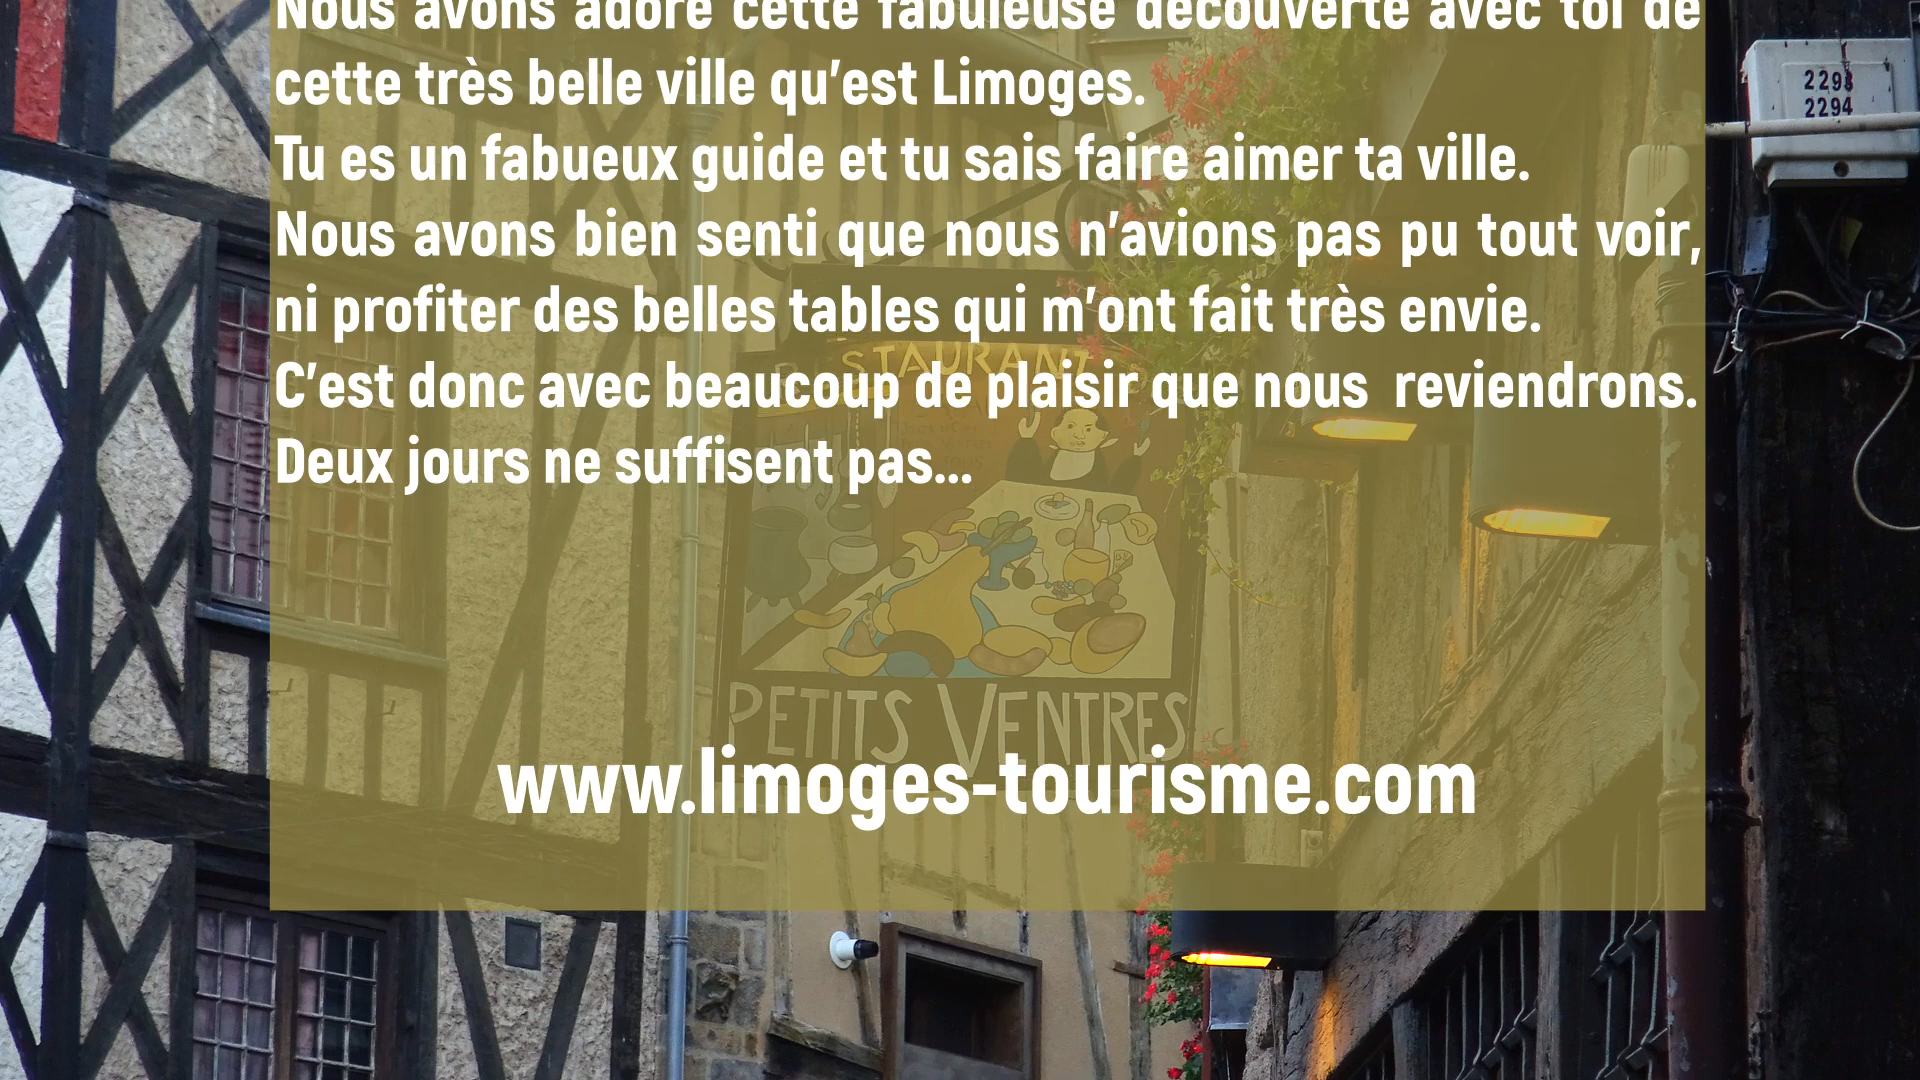 Nous avons adoré cette fabuleuse découverte avec toi de
cette très belle ville qu'est Limoges.
Tu es un fabueux guide et tu sais faire aimer ta ville.
Nous avons bien senti que nous n'avions pas pu tout voir,
ni profiter des belles tables qui m'ont fait très envie.
C'est donc avec beaucoup de plaisir que nous reviendrons.
Deux jours ne suffisent pas...
STAURANT
PETITS VENTRES
www.limoges-tourisme.com
2293
2294